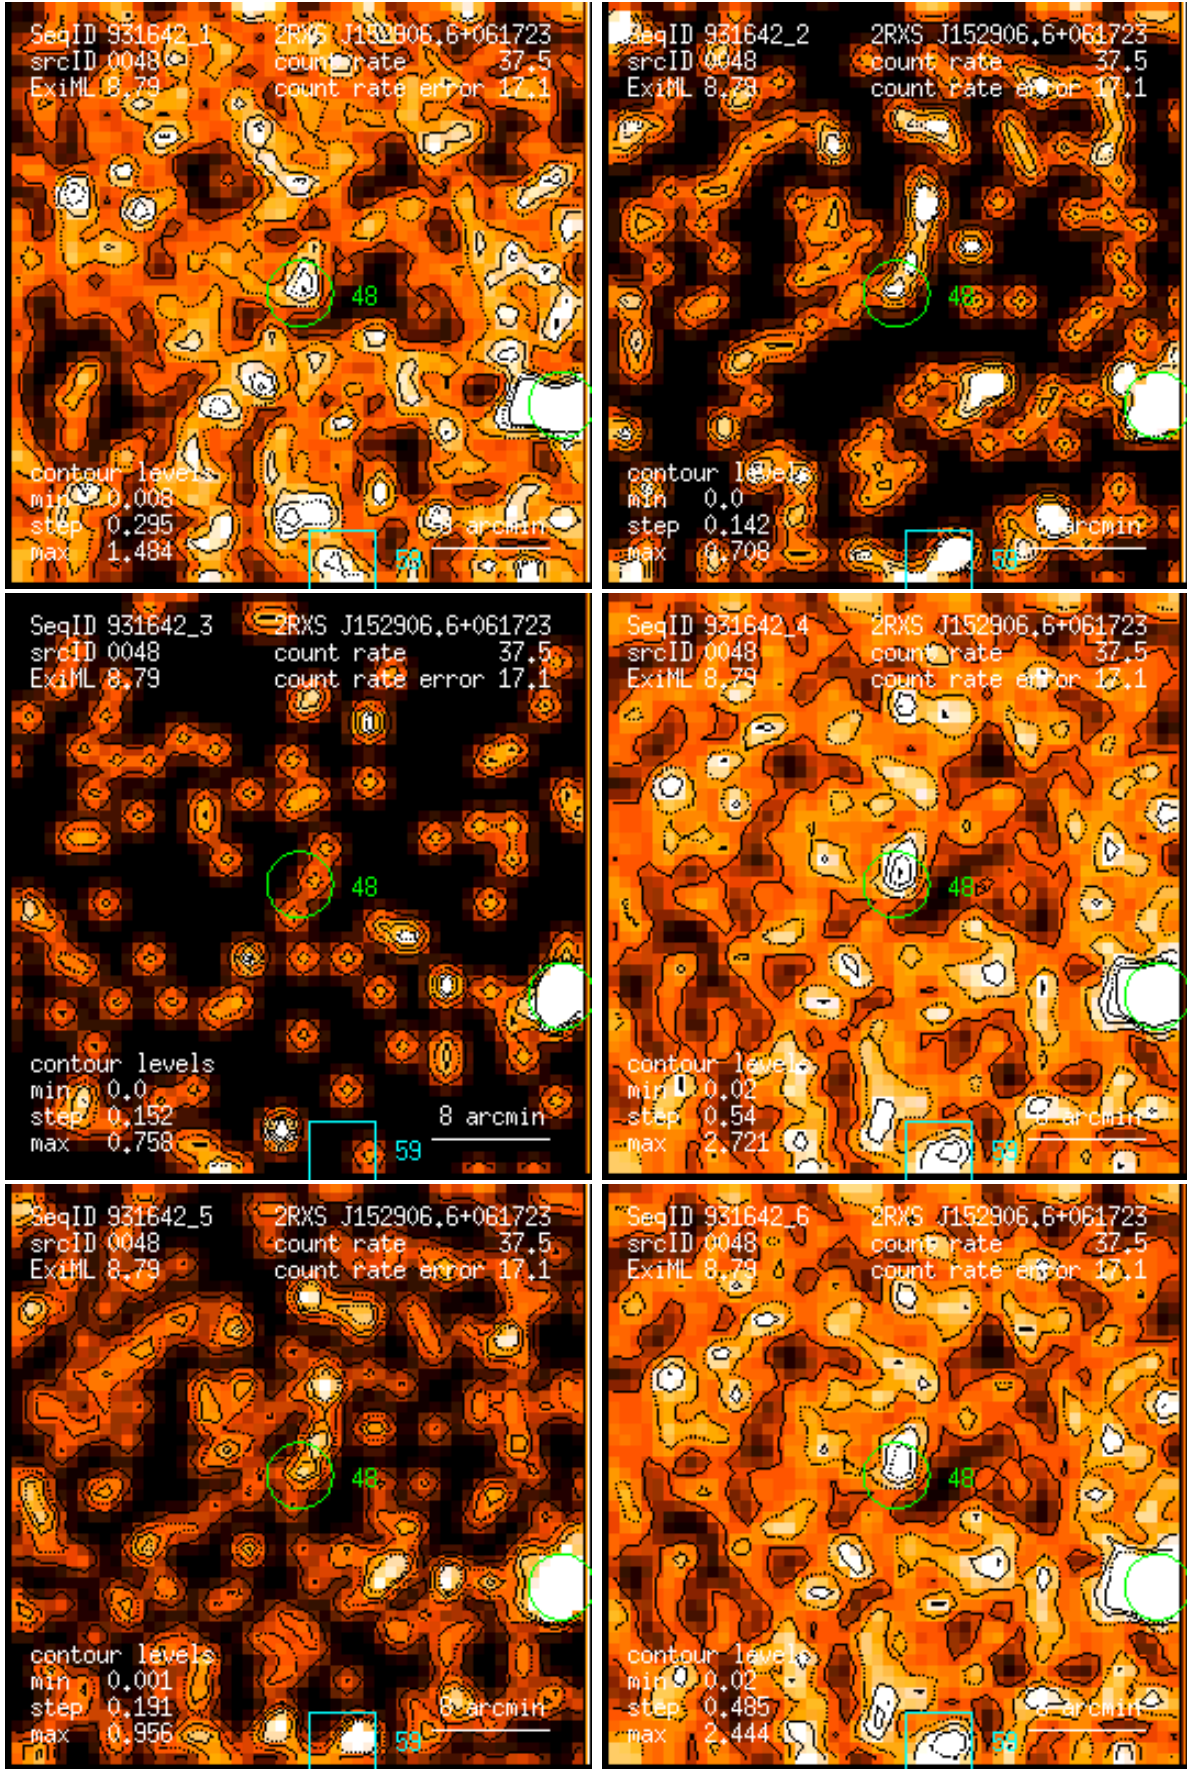 SeqID 931642_1 2RXS J152906.6+061723
srcID 0048 count rate 37.5
ExiML 8.79 count rate error 17.1
48
contour levels
min 0.008
step 0.295
max 1.484
8 arcmin
59
SeqID 931642_2 2RXS J152906.6+061723
srcID 0048 count rate 37.5
ExiML 8.79 count rate error 17.1
48
contour levels
min 0.0
step 0.142
max 0.708
8 arcmin
59
SeqID 931642_3 2RXS J152906.6+061723
srcID 0048 count rate 37.5
ExiML 8.79 count rate error 17.1
48
contour levels
min 0.0
step 0.152
max 0.758
8 arcmin
59
SeqID 931642_4 2RXS J152906.6+061723
srcID 0048 count rate 37.5
ExiML 8.79 count rate error 17.1
48
contour levels
min 0.02
step 0.54
max 2.721
8 arcmin
59
SeqID 931642_5 2RXS J152906.6+061723
srcID 0048 count rate 37.5
ExiML 8.79 count rate error 17.1
48
contour levels
min 0.001
step 0.191
max 0.956
8 arcmin
59
SeqID 931642_6 2RXS J152906.6+061723
srcID 0048 count rate 37.5
ExiML 8.79 count rate error 17.1
48
contour levels
min 0.02
step 0.485
max 2.444
8 arcmin
59